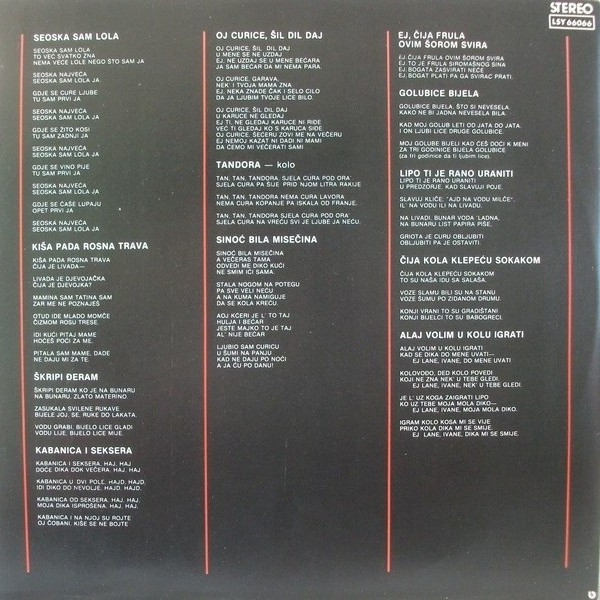 STEREO
LSY 66066
SEOSKA SAM LOLA
SEOSKA SAM LOLA
TO VEĆ SVATKO ZNA
NEMA VEĆE LOLE NEGO ŠTO SAM JA
SEOSKA NAJVEĆA
SEOSKA SAM LOLA JA
GDJE SE CURE LJUBE
TU SAM PRVI JA
SEOSKA NAJVEĆA
SEOSKA SAM LOLA JA
GDJE SE ŽITO KOSI
TU SAM ZADNJI JA
SEOSKA NAJVEĆA
SEOSKA SAM LOLA JA
GDJE SE VINO PIJE
TU SAM PRVI JA
SEOSKA NAJVEĆA
SEOSKA SAM LOLA JA
GDJE SE ČAŠE LUPAJU
OPET PRVI JA
SEOSKA NAJVEĆA
SEOSKA SAM LOLA JA
KIŠA PADA ROSNA TRAVA
KIŠA PADA ROSNA TRAVA
ČIJA JE LIVADA—
LIVADA JE DJEVOJAČKA
ČIJA JE DJEVOJKA?
MAMINA SAM TATINA SAM
ZAR ME NE POZNAJEŠ
OTUD IDE MLADO MOMČE
ČIZMOM ROSU TRESE.
IDI KUĆI PITAJ MAME
HOĆEŠ POĆI ZA ME.
PITALA SAM MAME, DADE
NE DAJU MI ZA TE.
ŠKRIPI ĐERAM
ŠKRIPI ĐERAM KO JE NA BUNARU
NA BUNARU, ZLATO MATERINO.
ZASUKALA SVILENE RUKAVE
BIJELE JOJ, SE, RUKE DO LAKATA.
VODU GRABI, BIJELO LICE GLADI
VODU LIJE, BIJELO LICE MIJE.
KABANICA I SEKSERA
KABANICA I SEKSERA, HAJ, HAJ
DOĆE DIKA DOK VEČERA, HAJ, HAJ.
KABANICA U DVI POLE, HAJD, HAJD.
IDI DIKO DO NEVOLJE, HAJD, HAJD.
KABANICA OD SEKSERA, HAJ, HAJ,
MOJA DIKA ISPROŠENA, HAJ, HAJ.
KABANICA I NA NJOJ SU ROJTE
OJ ČOBANI, KIŠE SE NE BOJTE
OJ CURICE, ŠIL DIL DAJ
OJ CURICE, ŠIL DIL DAJ
U MENE SE NE UZDAJ
EJ, NE UZDAJ SE U MENE BEĆARA
JA SAM BEĆAR DA MI NEMA PARA.
OJ CURICE, GARAVA,
NEK' I TVOJA MAMA ZNA
EJ, NEKA ZNADE ČAK I SELO CILO
DA JA LJUBIM TVOJE LICE BILO.
OJ CURICE, ŠIL DIL DAJ
U KARUCE NE GLEDAJ
EJ TI, NE GLEDAJ KARUCE NI RIDE
VEĆ TI GLEDAJ KO S KARUCA SIDE
OJ CURICE, ŠEĆERU ZOVI ME NA VEČERU
EJ NEMOJ KAZAT NI DADI NI MAMI
DA ĆEMO MI VEČERATI SAMI
TANDORA — kolo
TAN, TAN, TANDORA, SJELA CURA POD ORA'
SJELA CURA PA ŠIJE PRID NJOM LITRA RAKIJE
TAN, TAN, TANDORA NEMA CURA LAVORA
NEMA CURA KOPANJE PA ISKALA OD FRANJE.
TAN, TAN, TANDORA SJELA CURA POD ORA'
SJELA CURA NA VREĆU SVI JE LJUBE JA NEĆU.
SINOĆ BILA MISEČINA
SINOĆ BILA MISEČINA
A VEČERAS TAMA
ODVEDI ME DIKO KUĆI
NE SMIM IĆI SAMA.
STALA NOGOM NA POTEGU
PA SVE VELI NEĆU
A NA KUMA NAMIGUJE
DA SE KOLA KREĆU.
AOJ KĆERI JE L' TO TAJ
HULJA I BEĆAR
JESTE MAJKO TO JE TAJ
AL' NIJE BEĆAR
LJUBIO SAM CURICU
U ŠUMI NA PANJU
KAD NE DAJU PO NOĆI
A JA ĆU PO DANU!
EJ, ČIJA FRULA
OVIM ŠOROM SVIRA
EJ, ČIJA FRULA OVIM ŠOROM SVIRA
EJ, TO JE FRULA SIROMAŠNOG SINA
EJ, BOGATA ZASVIRATI NEĆE
EJ, BOGAT PLATI PA GA SVIRAČ PRATI.
GOLUBICE BIJELA
GOLUBICE BIJELA, ŠTO SI NEVESELA.
KAKO NE BI JADNA NEVESELA BILA.
KAD MOJ GOLUB LETI OD JATA DO JATA.
I ON LJUBI LICE DRUGE GOLUBICE.
MOJ GOLUBE BIJELI KAD ĆEŠ DOĆI K MENI
ZA TRI GODINICE BIJELA GOLUBICE
(za tri godinice da ti ljubim lice).
LIPO TI JE RANO URANITI
LIPO TI JE RANO URANITI
U PREDZORJE, KAD SLAVUJI POJE.
SLAVUJ KLIČE: "AJD NA VODU MILČE",
IL' NA VODU ILI NA LIVADU,
NA LIVADI, BUNAR VODA 'LADNA,
NA BUNARU LIST PAPIRA PIŠE,
GRIOTA JE CURU OBLJUBITI
OBLJUBITI PA JE OSTAVITI.
ČIJA KOLA KLEPEĆU SOKAKOM
ČIJA KOLA KLEPEĆU SOKAKOM
TO SU NAŠA IDU SA SALAŠA.
VOZE SLAMU BILI SU NA STANU
VOZE ŠUMU PO ZIDANOM DRUMU.
KONJI VRANI TO SU GRADIŠTANI
KONJI BIJELCI TO SU BABOGRECI.
ALAJ VOLIM U KOLU IGRATI
ALAJ VOLIM U KOLU IGRATI
KAD SE DIKA DO MENE UVATI—
EJ LANE, IVANE, DO MENE UVATI
KOLOVOĐO, DED KOLO POVEDI
KOJI NE ZNA NEK' U TEBE GLEDI.
EJ LANE, IVANE, NEK' U TEBE GLEDI.
JE L' UZ KOGA ZAIGRATI LIPO
KO UZ TEBE MOJA MOLA DIKO—
EJ LANE, IVANE, MOJA MOLA DIKO.
IGRAM KOLO KOSA MI SE VIJE
PRIKO KOLA DIKA MI SE SMIJE.
EJ LANE, IVANE, DIKA MI SE SMIJE.